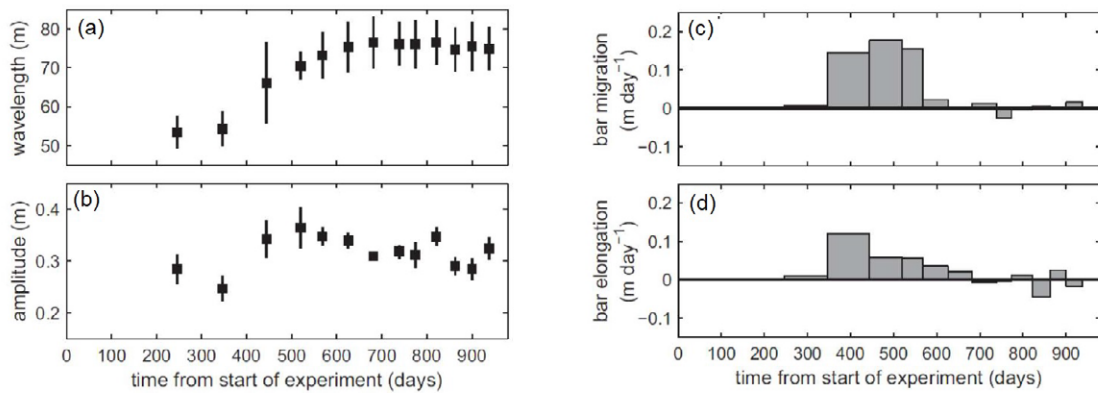 (a)
wavelength (m)
80
70
60
50
(b)
amplitude (m)
0.4
0.3
0.2
0 100 200 300 400 500 600 700 800 900
time from start of experiment (days)
(c)
bar migration
(m day⁻¹)
0.2
0.1
0
-0.1
(d)
bar elongation
(m day⁻¹)
0.2
0.1
0
-0.1
0 100 200 300 400 500 600 700 800 900
time from start of experiment (days)